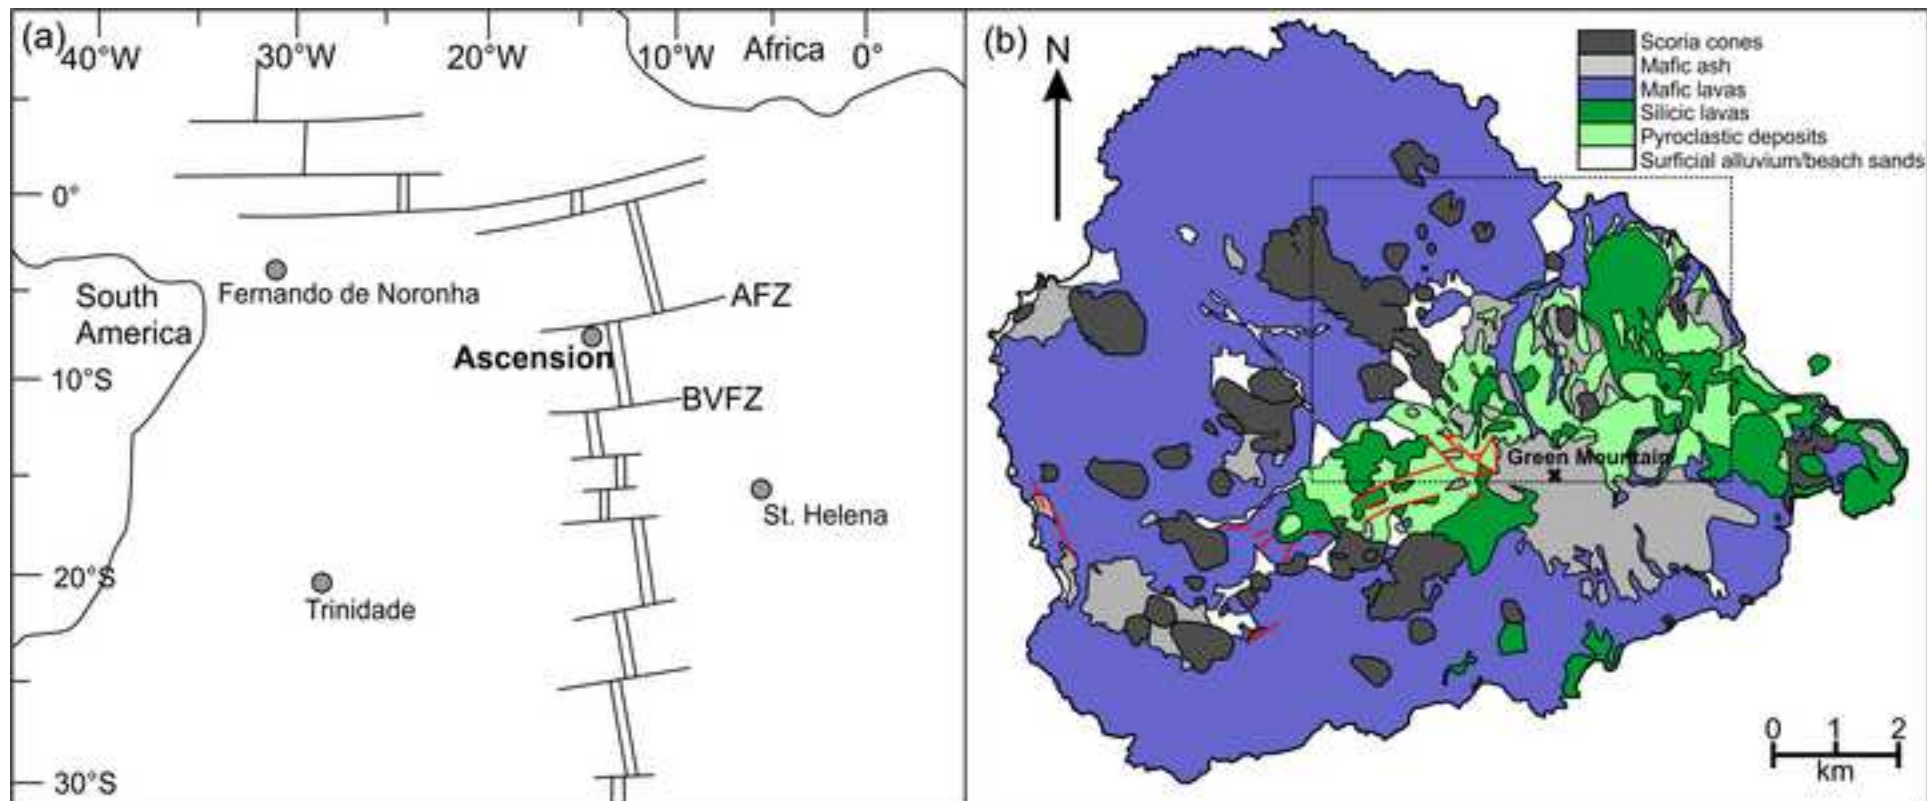 (a)
40°W
30°W
20°W
10°W
Africa
0°
0°
South
America
Fernando de Noronha
AFZ
Ascension
10°S
BVFZ
St. Helena
20°S
Trinidade
30°S
(b)
N
Scoria cones
Mafic ash
Mafic lavas
Silicic lavas
Pyroclastic deposits
Surficial alluvium/beach sands
Green Mountain
0 1 2
km